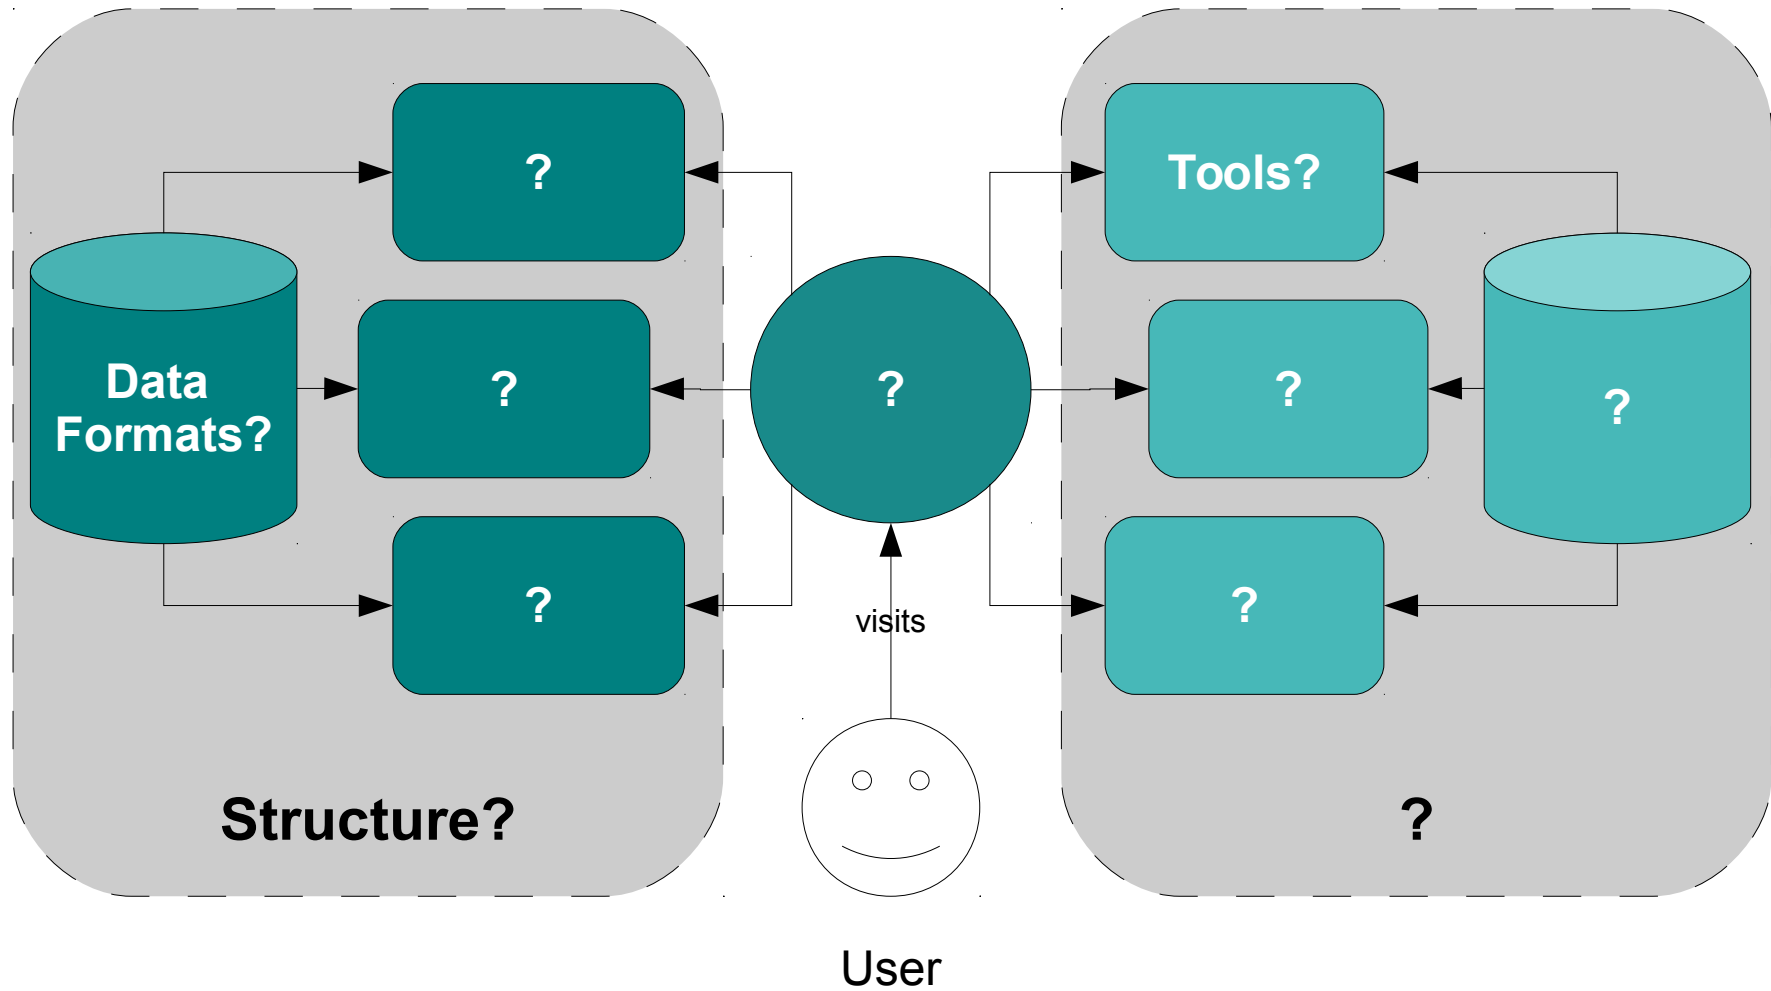 ?
Tools?
Data
Formats?
?
?
?
?
?
visits
?
Structure?
?
User